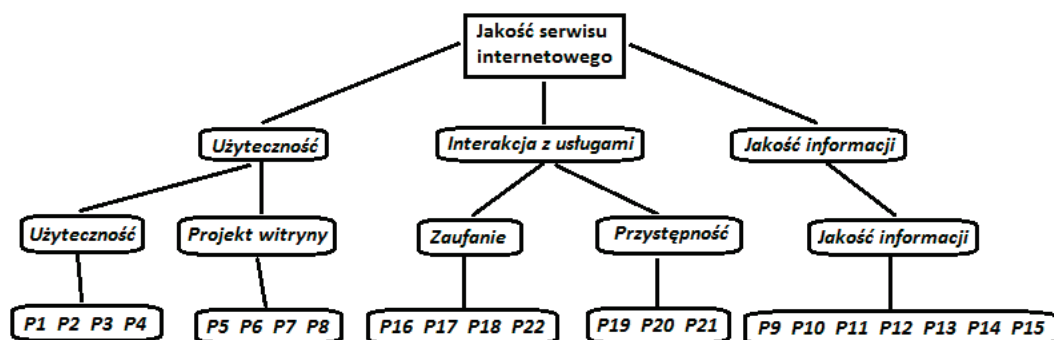 Jakość serwisu
internetowego
Użyteczność
Interakcja z usługami
Jakość informacji
Użyteczność
Projekt witryny
Zaufanie
Przystępność
Jakość informacji
P1 P2 P3 P4
P5 P6 P7 P8
P16 P17 P18 P22
P19 P20 P21
P9 P10 P11 P12 P13 P14 P15